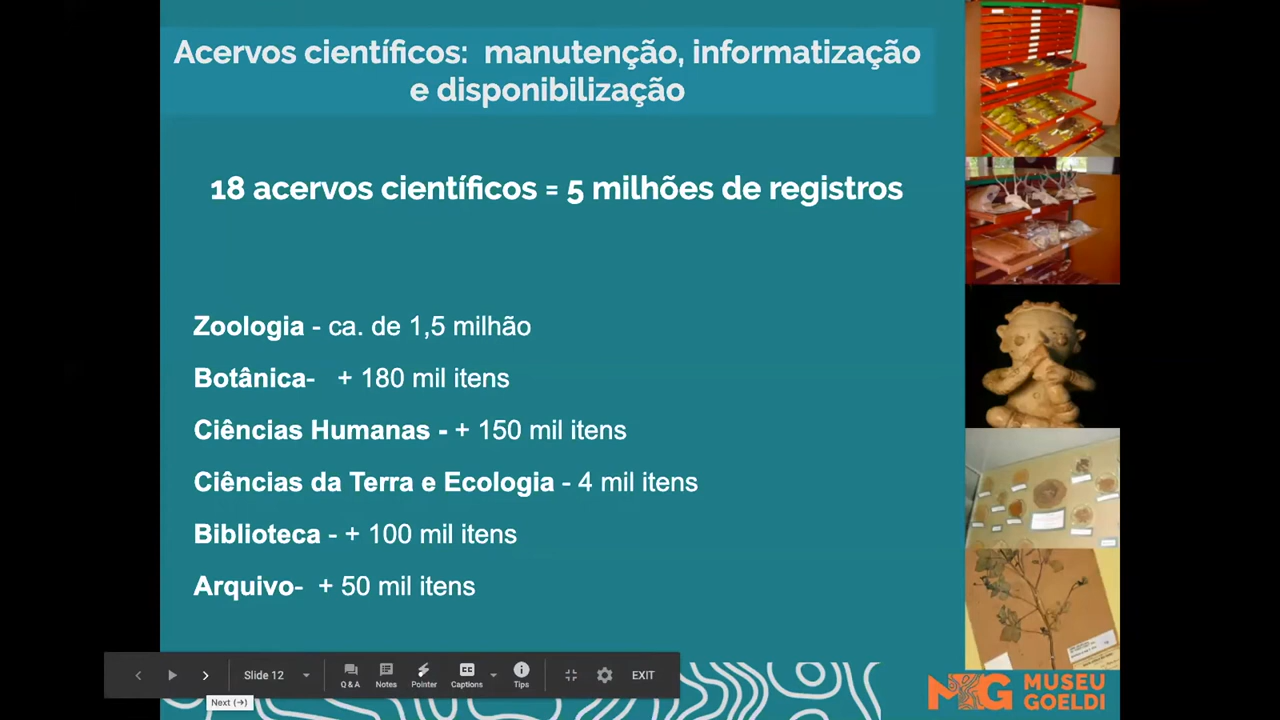 Acervos científicos: manutenção, informatização
e disponibilização
18 acervos científicos = 5 milhões de registros
Zoologia - ca. de 1,5 milhão
Botânica- + 180 mil itens
Ciências Humanas - + 150 mil itens
Ciências da Terra e Ecologia - 4 mil itens
Biblioteca - + 100 mil itens
Arquivo- + 50 mil itens
Slide 12
Q & A
Notes
Pointer
CC
Captions
Tips
EXIT
Next (→)
MG MUSEU
GOELDI